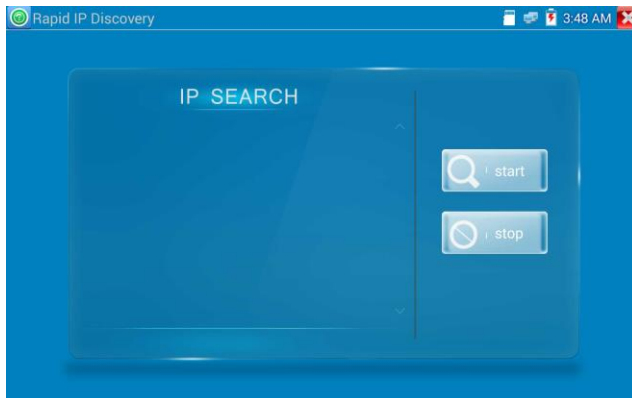 Rapid IP Discovery
3:48 AM
IP SEARCH
start
stop